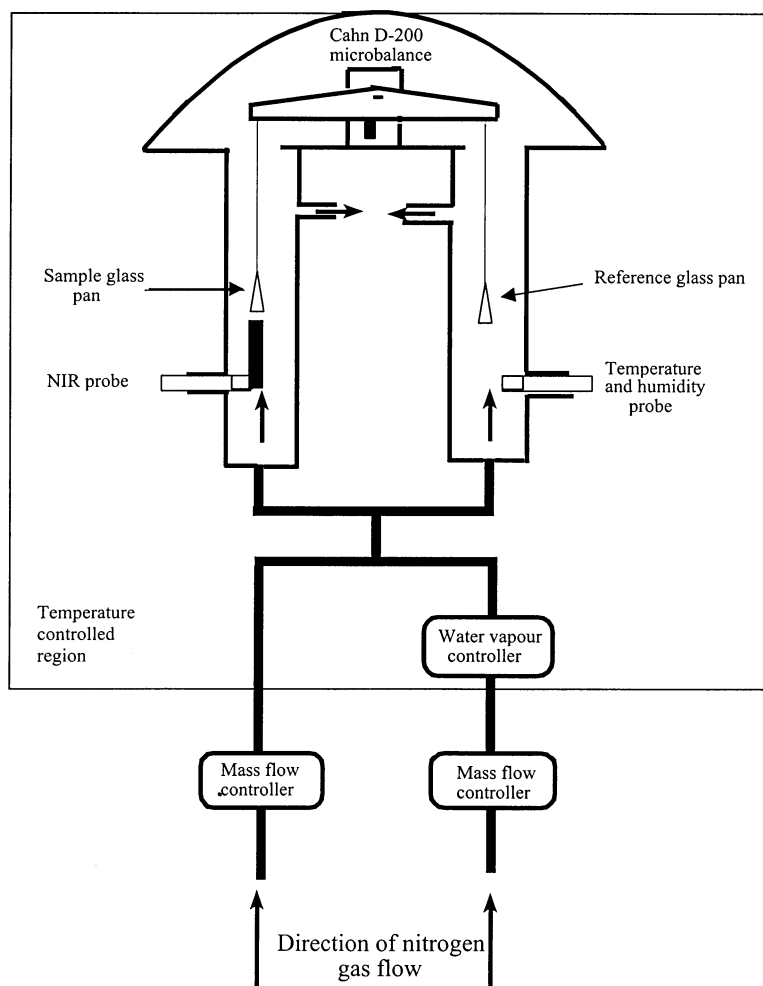 Cahn D-200
microbalance
Sample glass
pan
Reference glass pan
NIR probe
Temperature
and humidity
probe
Temperature
controlled
region
Water vapour
controller
Mass flow
controller
Mass flow
controller
Direction of nitrogen
gas flow